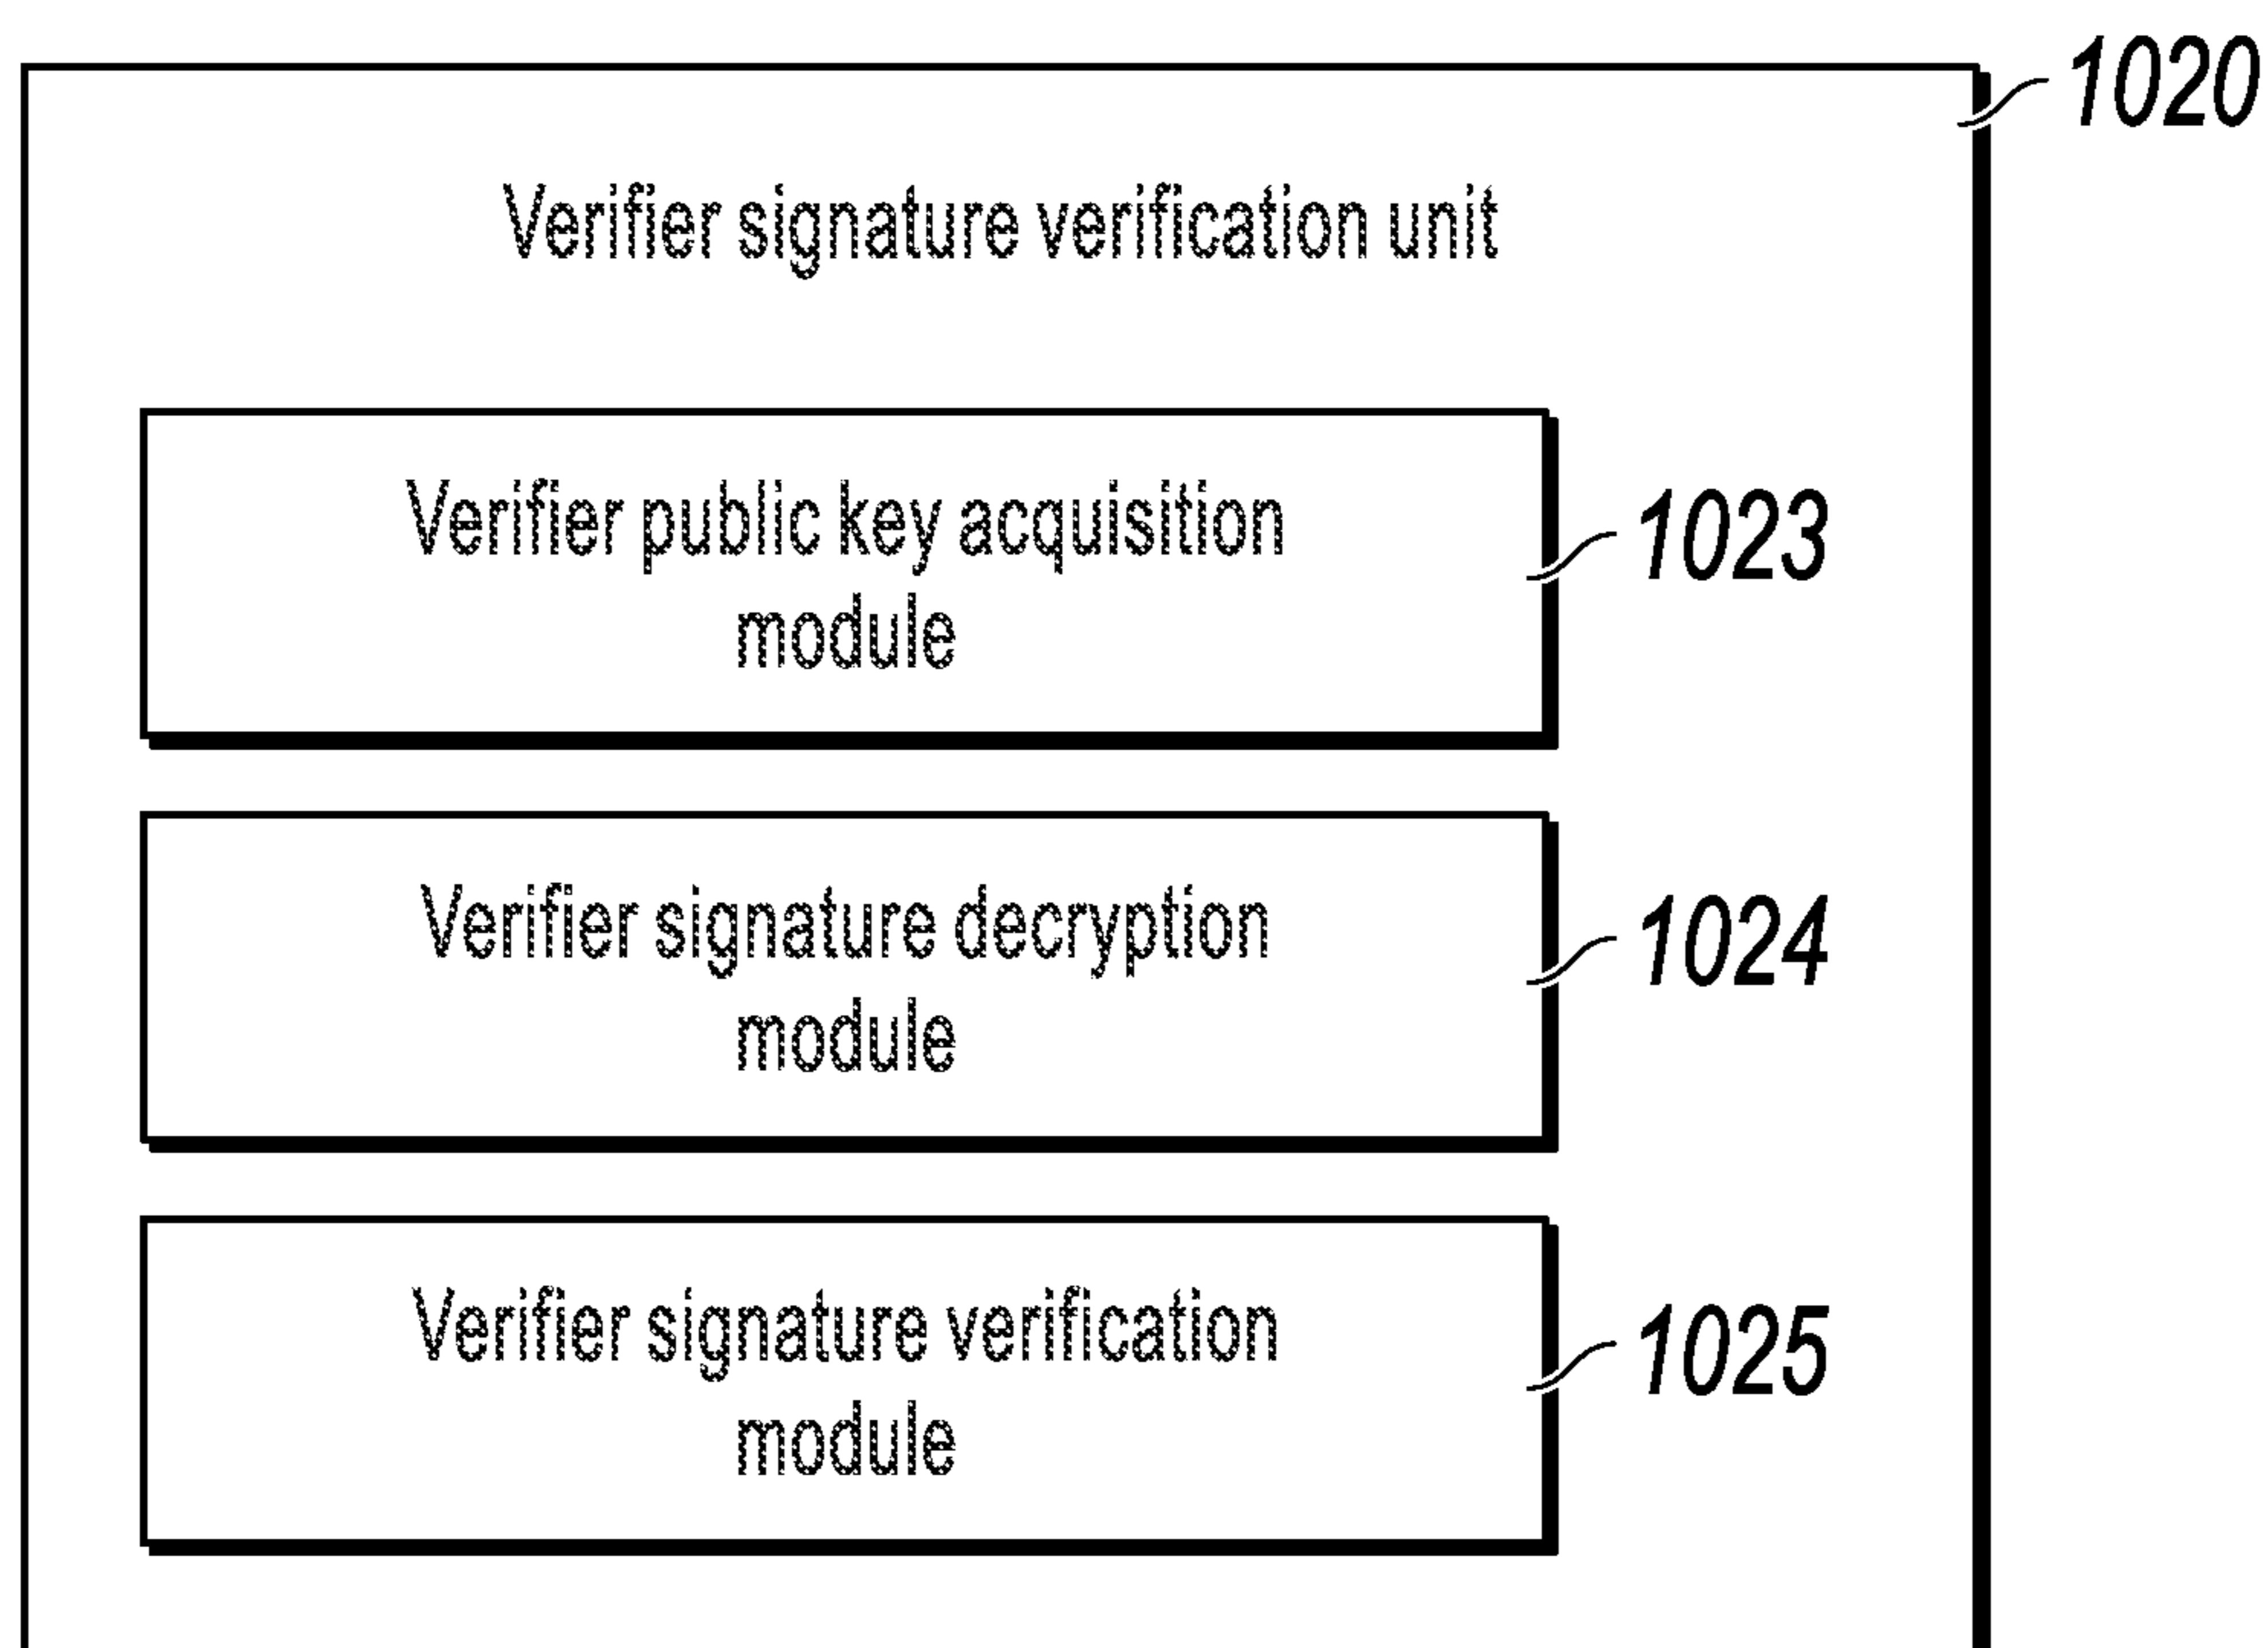 1020
Verifier signature verification unit
Verifier public key acquisition
module
1023
Verifier signature decryption
module
1024
Verifier signature verification
module
1025